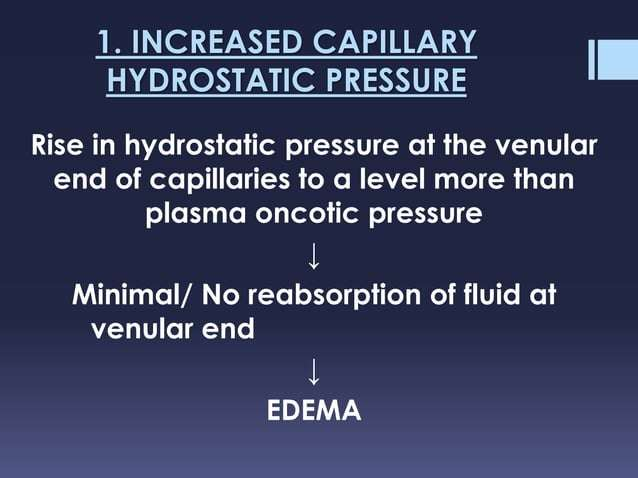 1. INCREASED CAPILLARY
HYDROSTATIC PRESSURE
Rise in hydrostatic pressure at the venular
end of capillaries to a level more than
plasma oncotic pressure
↓
Minimal/ No reabsorption of fluid at
venular end
↓
EDEMA